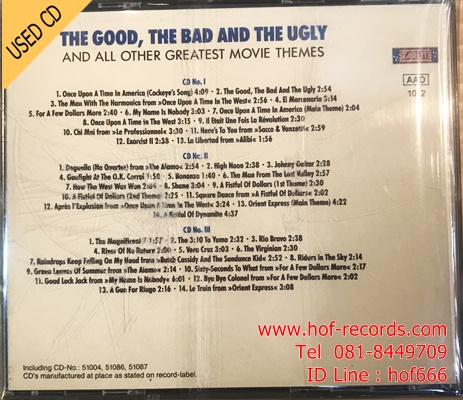 USED CD
THE GOOD, THE BAD AND THE UGLY
AND ALL OTHER GREATEST MOVIE THEMES
CD No. I
1. Once Upon A Time In America (Cockeye's Song) 4:09 · 2. The Good, The Bad And The Ugly 2:54
3. The Man With The Harmonica from »Once Upon A Time In The West« 2:56 · 4. El Mercenario 3:14
5. For A Few Dollars More 2:40 · 6. My Name Is Nobody 3:03 · 7. Once Upon A Time In America (Main Theme) 2:04
8. Once Upon A Time In The West 3:15 · 9. Il Etait Une Fois La Révolution 2:30
10. Chi Mai from »Le Professionnel« 3:30 · 11. Here's To You from »Sacco & Vanzetti« 2:59
12. Exorcist II 2:38 · 13. La Libertad from »Alibi« 1:56
CD No. II
1. Deguello (No Quarter) from »The Alamo« 2:54 · 2. High Noon 2:38 · 3. Johnny Guitar 2:28
4. Gunfight At The O.K. Corral 1:50 · 5. Bonanza 1:40 · 6. The Man From The Lost Valley 2:57
7. How The West Was Won 2:04 · 8. Shane 3:04 · 9. A Fistful Of Dollars (1st Theme) 2:30
10. A Fistful Of Dollars (2nd Theme) 2:25 · 11. Square Dance from »A Fistful Of Dollars« 2:02
12. Après l'Explosion from »Once Upon A Time In The West« 3:24 · 13. Orient Express (Main Theme) 4:22
14. A Fistful Of Dynamite 4:37
CD No. III
1. The Magnificent 7 1:57 · 2. The 3:10 To Yuma 2:32 · 3. Rio Bravo 2:38
4. River Of No Return 2:00 · 5. Vera Cruz 3:03 · 6. The Virginian 2:30
7. Raindrops Keep Falling On My Head from »Butch Cassidy And The Sundance Kid« 2:52 · 8. Riders In The Sky 2:14
9. Green Leaves Of Summer from »The Alamo« 2:14 · 10. Sixty-Seconds To What from »For A Few Dollars More« 2:17
11. Good Luck Jack from »My Name Is Nobody« 6:01 · 12. Bye Bye Colonel from »For A Few Dollars More« 2:02
13. A Gun For Ringo 2:16 · 14. Le Train from »Orient Express« 3:08
AAD
10 2
www.hof-records.com
Tel 081-8449709
ID Line : hof666
Including CD-No.: 51004, 51086, 51087
CD's manufactured at place as stated on record-label.